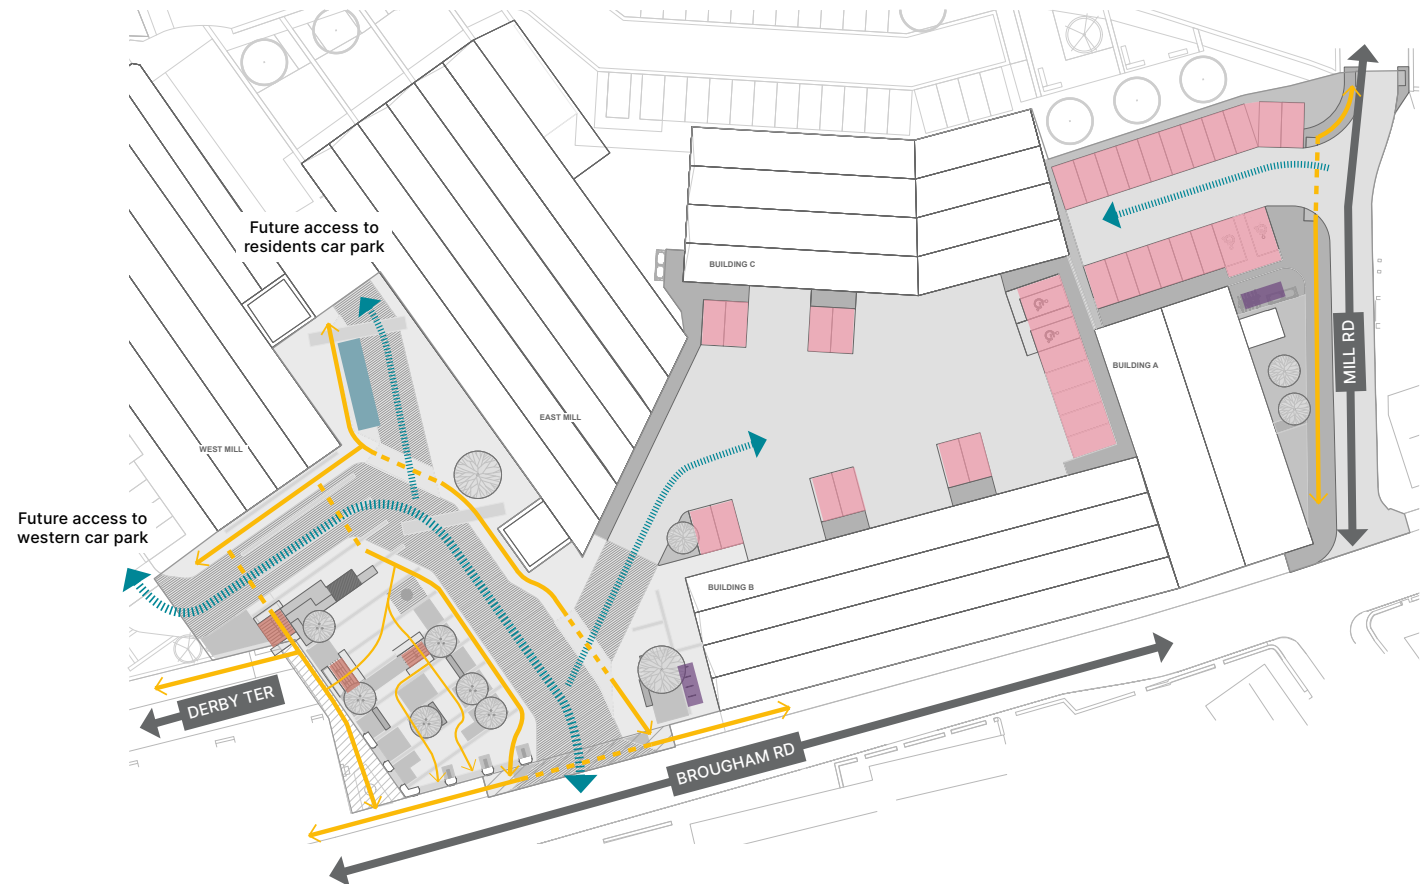 Future access to
residents car park
BUILDING C
MILL RD
BUILDING A
EAST MILL
WEST MILL
Future access to
western car park
BUILDING B
DERBY TER
BROUGHAM RD